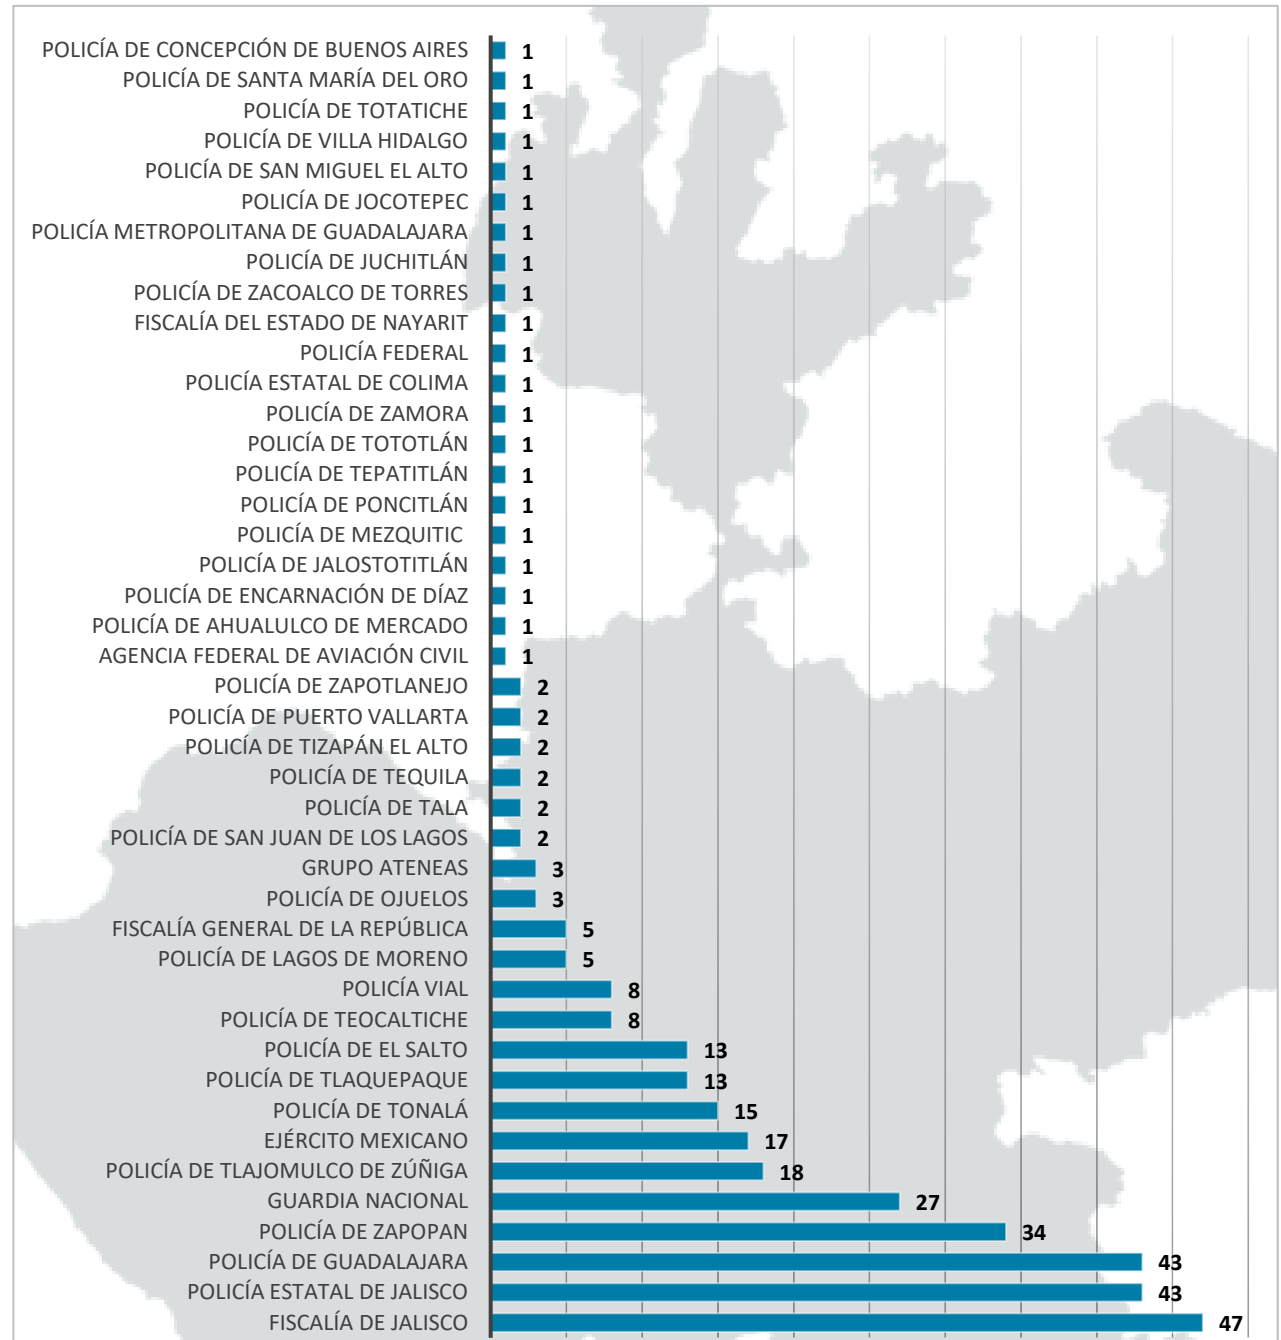 POLICÍA DE CONCEPCIÓN DE BUENOS AIRES 1
POLICÍA DE SANTA MARÍA DEL ORO 1
POLICÍA DE TOTATICHE 1
POLICÍA DE VILLA HIDALGO 1
POLICÍA DE SAN MIGUEL EL ALTO 1
POLICÍA DE JOCOTEPEC 1
POLICÍA METROPOLITANA DE GUADALAJARA 1
POLICÍA DE JUCHITLÁN 1
POLICÍA DE ZACOALCO DE TORRES 1
FISCALÍA DEL ESTADO DE NAYARIT 1
POLICÍA FEDERAL 1
POLICÍA ESTATAL DE COLIMA 1
POLICÍA DE ZAMORA 1
POLICÍA DE TOTOTLÁN 1
POLICÍA DE TEPATITLÁN 1
POLICÍA DE PONCITLÁN 1
POLICÍA DE MEZQUITIC 1
POLICÍA DE JALOSTOTITLÁN 1
POLICÍA DE ENCARNACIÓN DE DÍAZ 1
POLICÍA DE AHUALULCO DE MERCADO 1
AGENCIA FEDERAL DE AVIACIÓN CIVIL 1
POLICÍA DE ZAPOTLANEJO 2
POLICÍA DE PUERTO VALLARTA 2
POLICÍA DE TIZAPÁN EL ALTO 2
POLICÍA DE TEQUILA 2
POLICÍA DE TALA 2
POLICÍA DE SAN JUAN DE LOS LAGOS 2
GRUPO ATENEAS 3
POLICÍA DE OJUELOS 3
FISCALÍA GENERAL DE LA REPÚBLICA 5
POLICÍA DE LAGOS DE MORENO 5
POLICÍA VIAL 8
POLICÍA DE TEOCALTICHE 8
POLICÍA DE EL SALTO 13
POLICÍA DE TLAQUEPAQUE 13
POLICÍA DE TONALÁ 15
EJÉRCITO MEXICANO 17
POLICÍA DE TLAJOMULCO DE ZÚÑIGA 18
GUARDIA NACIONAL 27
POLICÍA DE ZAPOPAN 34
POLICÍA DE GUADALAJARA 43
POLICÍA ESTATAL DE JALISCO 43
FISCALÍA DE JALISCO 47